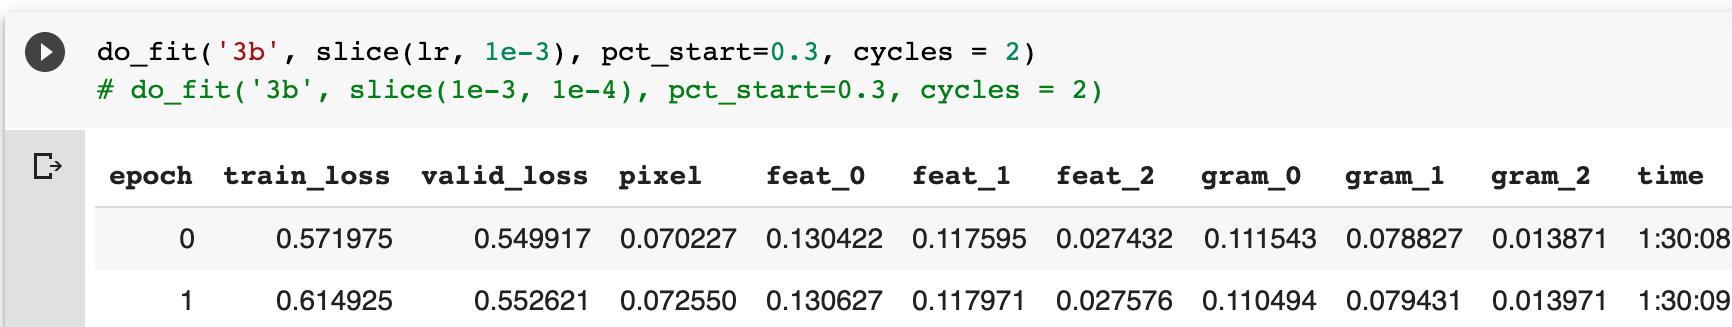 do_fit('3b', slice(lr, 1e-3), pct_start=0.3, cycles = 2)
# do_fit('3b', slice(1e-3, 1e-4), pct_start=0.3, cycles = 2)
epoch train_loss valid_loss pixel feat_0 feat_1 feat_2 gram_0 gram_1 gram_2 time
0 0.571975 0.549917 0.070227 0.130422 0.117595 0.027432 0.111543 0.078827 0.013871 1:30:08
1 0.614925 0.552621 0.072550 0.130627 0.117971 0.027576 0.110494 0.079431 0.013971 1:30:09